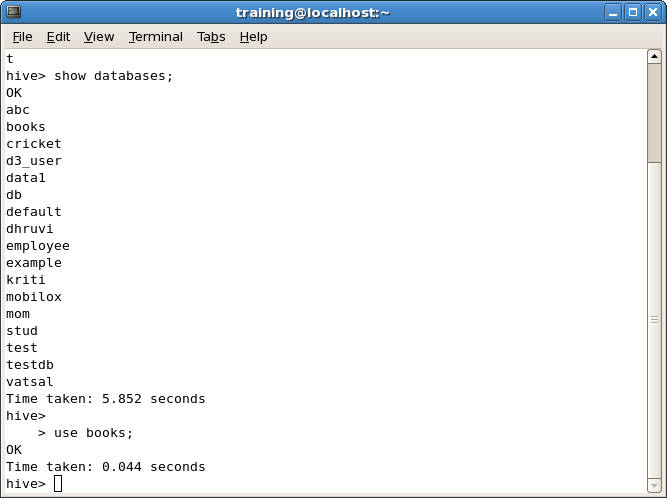 training@localhost:~
File Edit View Terminal Tabs Help
t
hive> show databases;
OK
abc
books
cricket
d3_user
data1
db
default
dhruvi
employee
example
kriti
mobilox
mom
stud
test
testdb
vatsal
Time taken: 5.852 seconds
hive>
    > use books;
OK
Time taken: 0.044 seconds
hive>